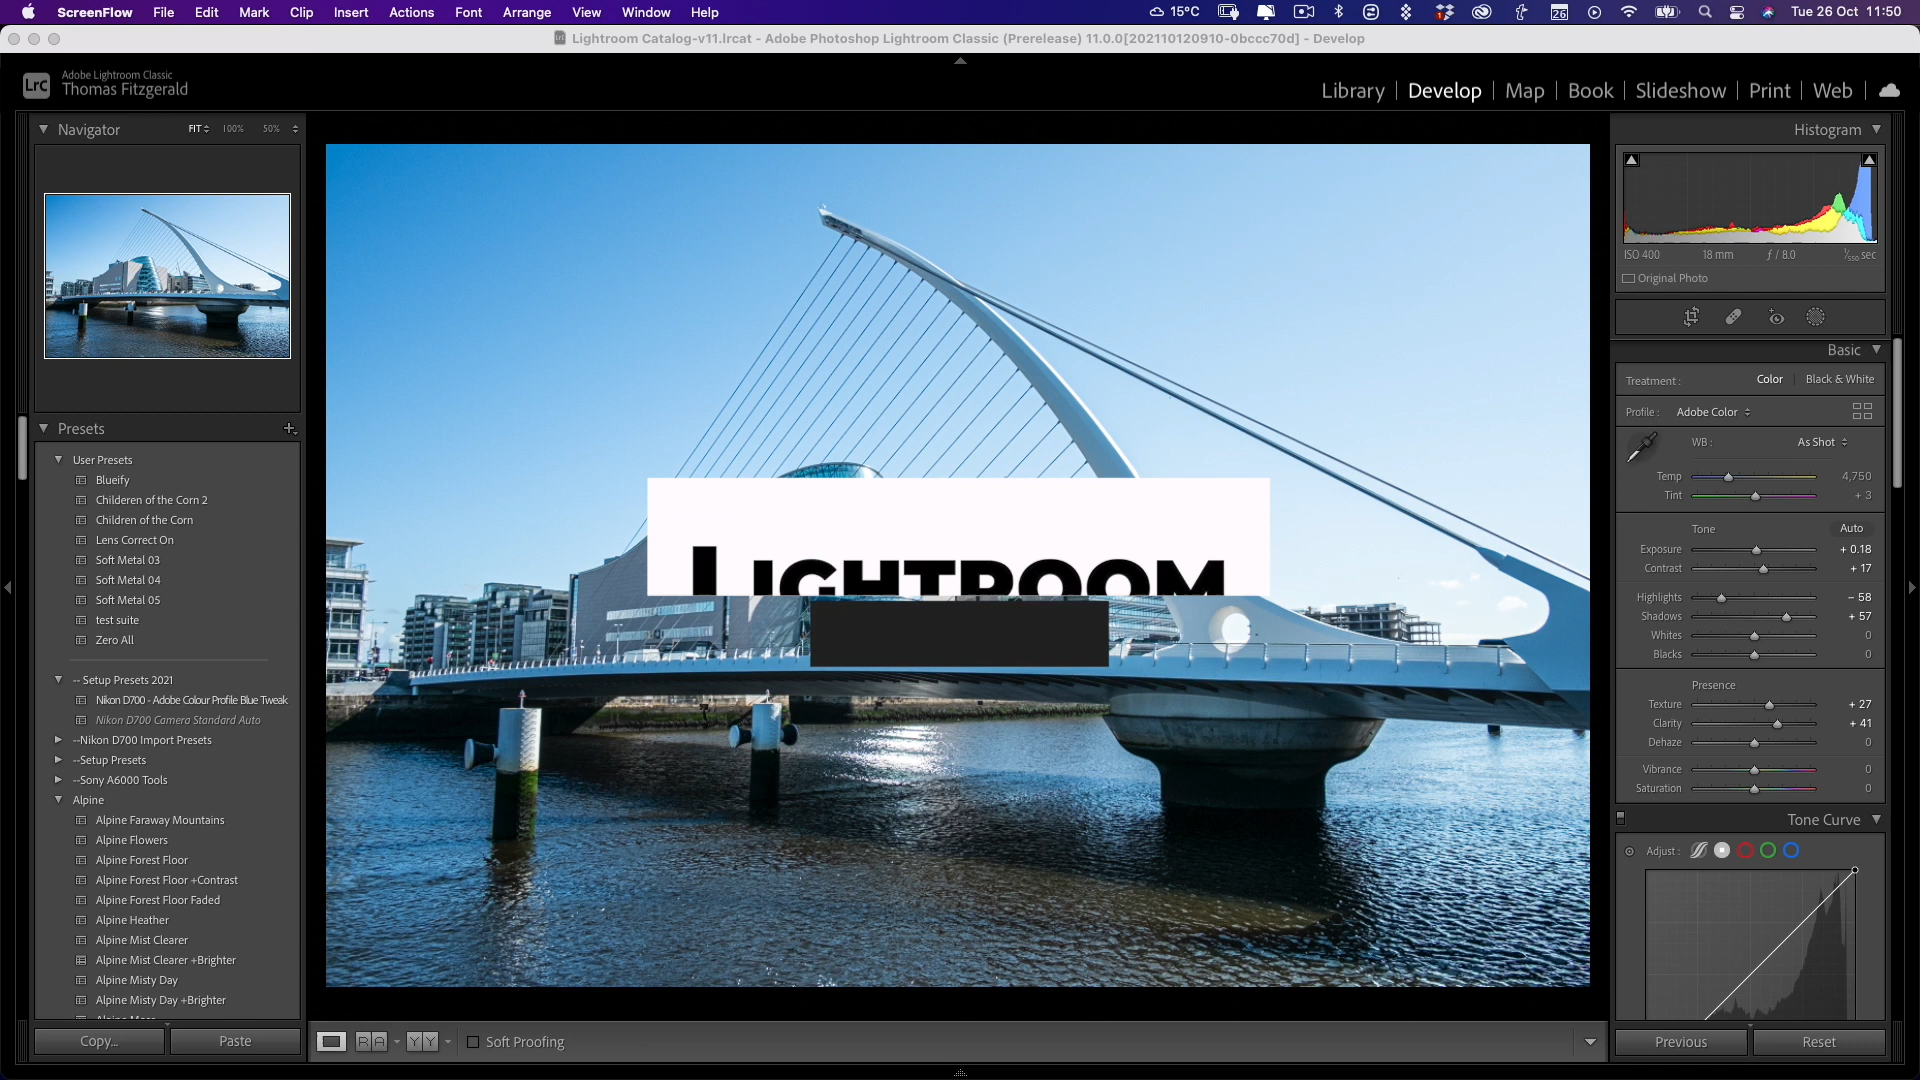 ScreenFlow File Edit Mark Clip Insert Actions Font Arrange View Window Help 15°C 1 26 Tue 26 Oct 11:50
Lightroom Catalog-v11.lrcat - Adobe Photoshop Lightroom Classic (Prerelease) 11.0.0[202110120910-0bccc70d] - Develop
LrC Adobe Lightroom Classic
Thomas Fitzgerald
Library Develop Map Book Slideshow Print Web
Navigator FIT 100% 50%
Presets
User Presets
Blueify
Childeren of the Corn 2
Children of the Corn
Lens Correct On
Soft Metal 03
Soft Metal 04
Soft Metal 05
test suite
Zero All
-- Setup Presets 2021
Nikon D700 - Adobe Colour Profile Blue Tweak
Nikon D700 Camera Standard Auto
--Nikon D700 Import Presets
--Setup Presets
--Sony A6000 Tools
Alpine
Alpine Faraway Mountains
Alpine Flowers
Alpine Forest Floor
Alpine Forest Floor +Contrast
Alpine Forest Floor Faded
Alpine Heather
Alpine Mist Clearer
Alpine Mist Clearer +Brighter
Alpine Misty Day
Alpine Misty Day +Brighter
Copy... Paste
LIGHTROOM
R A Y Y Soft Proofing
Histogram
ISO 400 18 mm ƒ / 8.0 1/550 sec
Original Photo
Basic
Treatment : Color Black & White
Profile : Adobe Color
WB : As Shot
Temp 4,750
Tint + 3
Tone Auto
Exposure + 0.18
Contrast + 17
Highlights – 58
Shadows + 57
Whites 0
Blacks 0
Presence
Texture + 27
Clarity + 41
Dehaze 0
Vibrance 0
Saturation 0
Tone Curve
Adjust :
Previous Reset